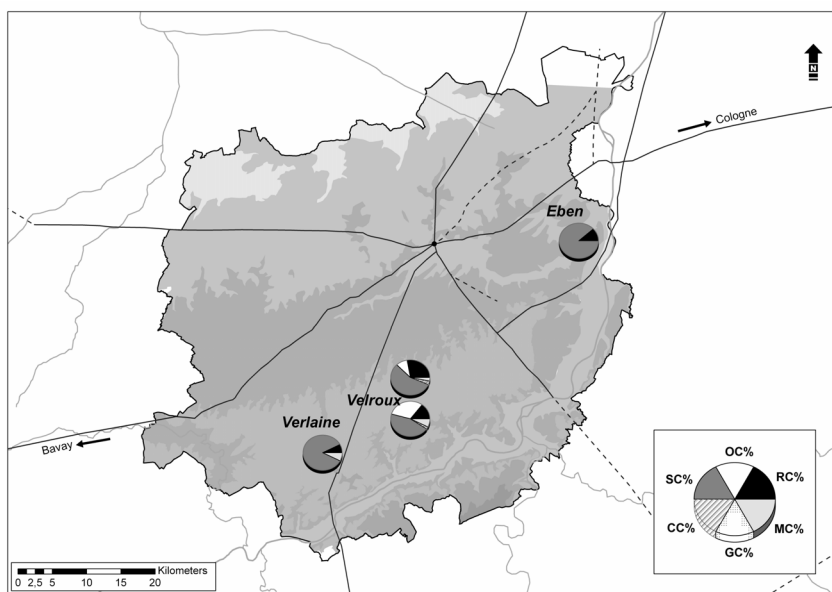 N
Cologne
Eben
Velroux
Verlaine
Bavay
OC%
SC% RC%
CC% MC%
GC%
Kilometers
0 2,5 5 10 15 20